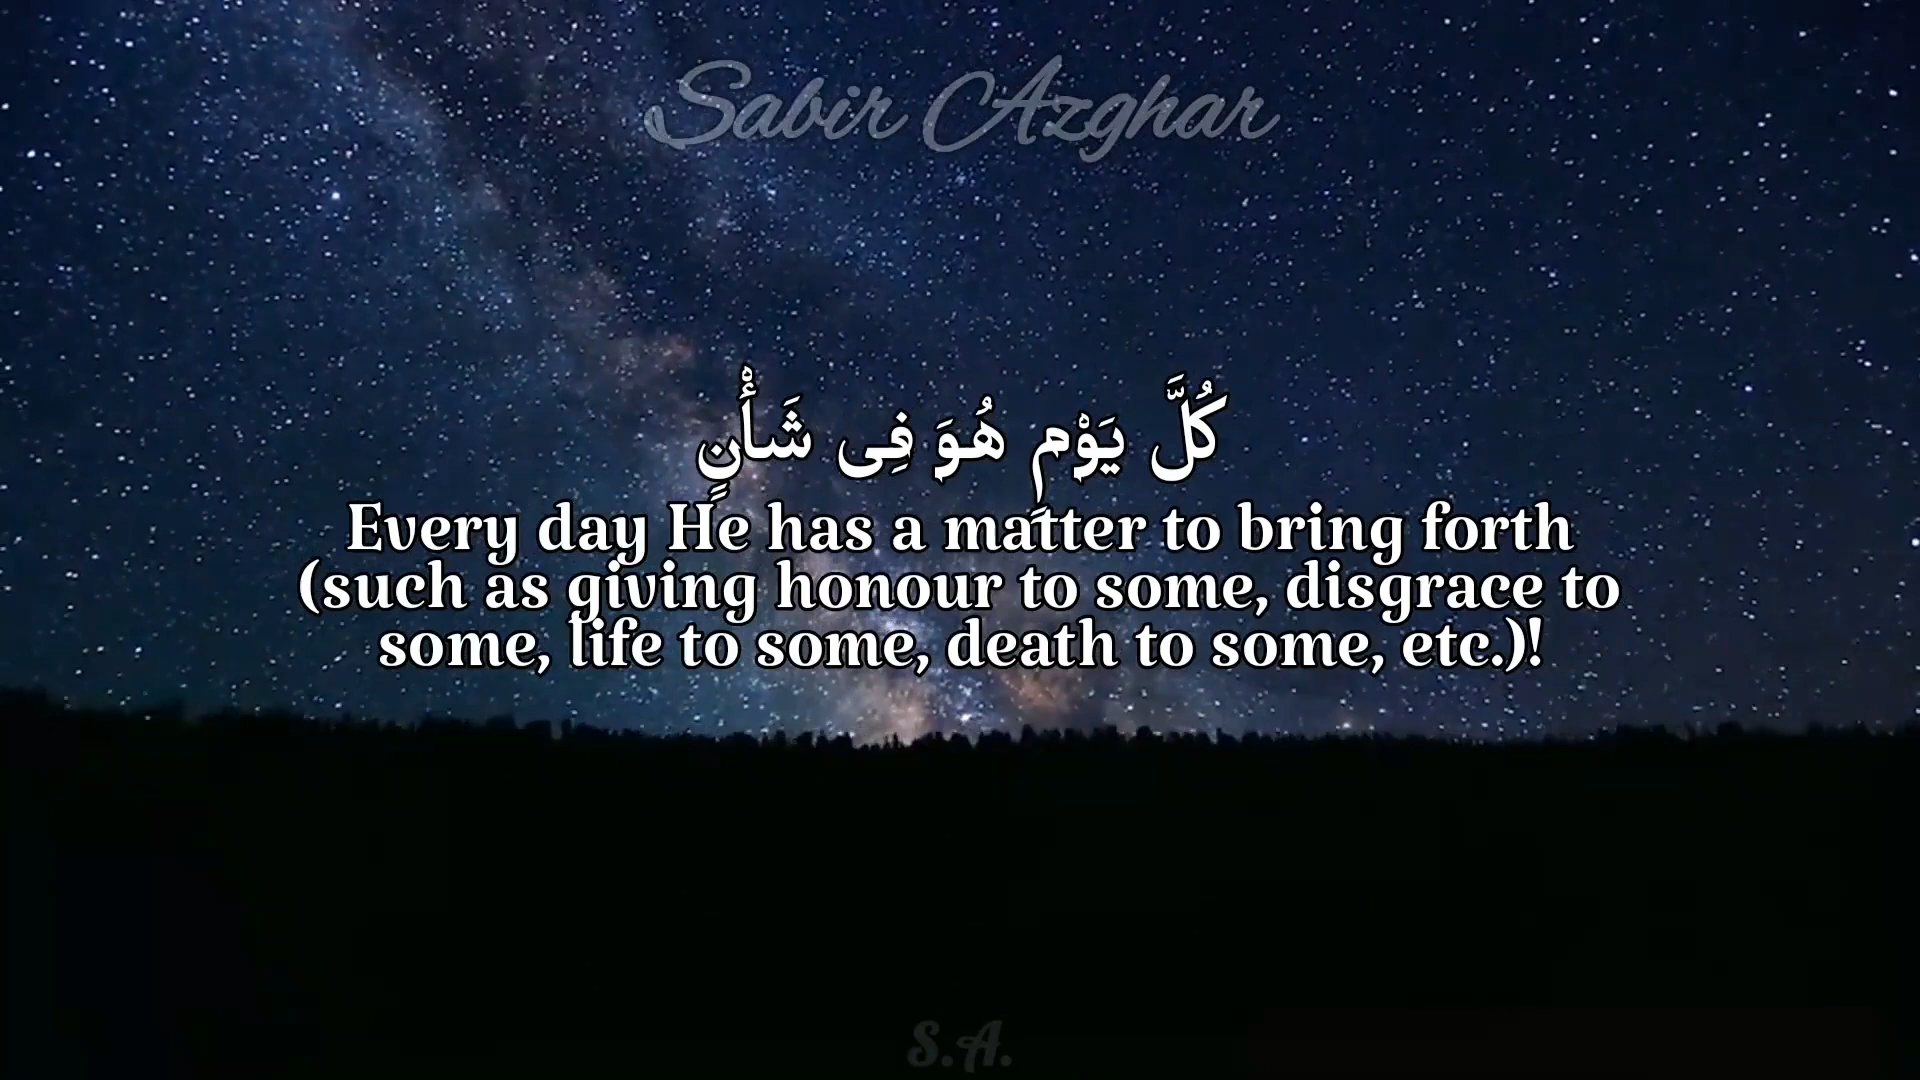 Sabir Azghar
كُلَّ يَوْمٍ هُوَ فِى شَأْنٍ
Every day He has a matter to bring forth
(such as giving honour to some, disgrace to
some, life to some, death to some, etc.)!
S.A.